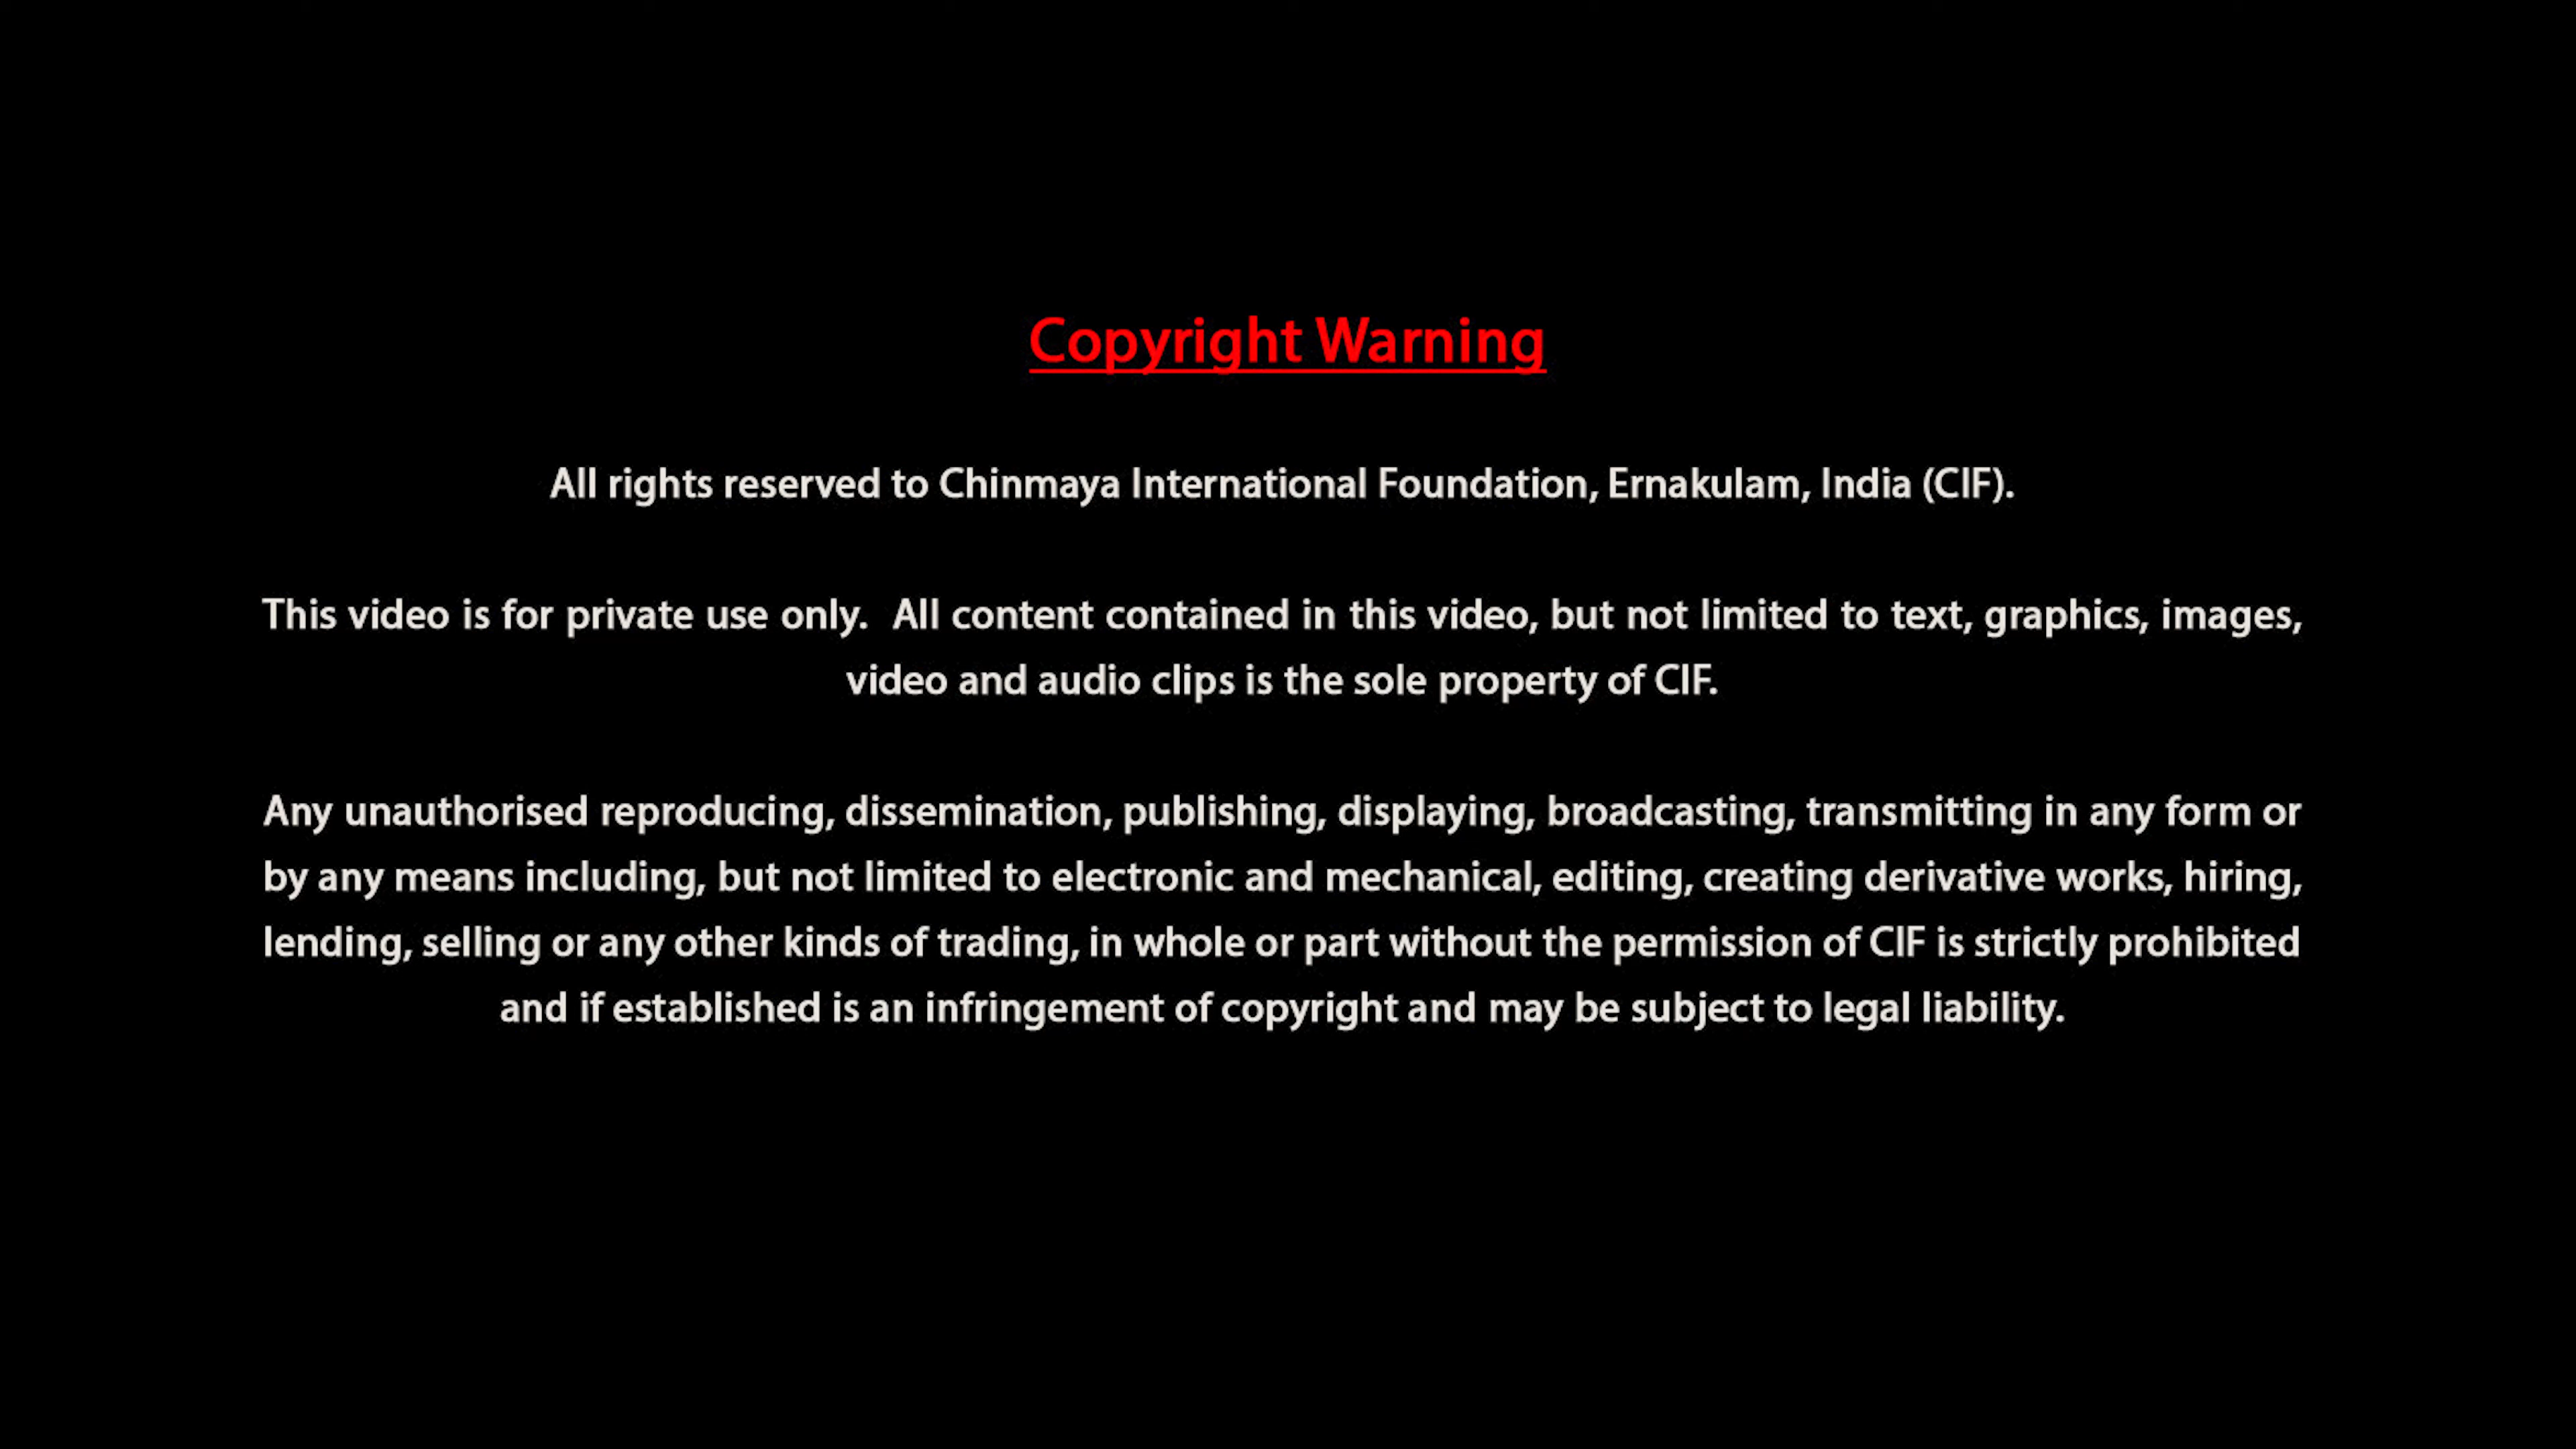 Copyright Warning
All rights reserved to Chinmaya International Foundation, Ernakulam, India (CIF).
This video is for private use only.  All content contained in this video, but not limited to text, graphics, images,
video and audio clips is the sole property of CIF.
Any unauthorised reproducing, dissemination, publishing, displaying, broadcasting, transmitting in any form or
by any means including, but not limited to electronic and mechanical, editing, creating derivative works, hiring,
lending, selling or any other kinds of trading, in whole or part without the permission of CIF is strictly prohibited
and if established is an infringement of copyright and may be subject to legal liability.